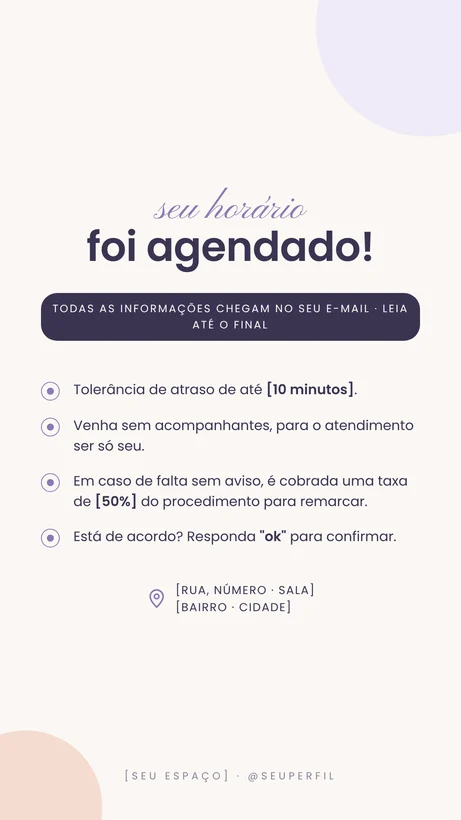 seu horário
foi agendado!
TODAS AS INFORMAÇÕES CHEGAM NO SEU E-MAIL · LEIA
ATÉ O FINAL
Tolerância de atraso de até [10 minutos].
Venha sem acompanhantes, para o atendimento
ser só seu.
Em caso de falta sem aviso, é cobrada uma taxa
de [50%] do procedimento para remarcar.
Está de acordo? Responda "ok" para confirmar.
[RUA, NÚMERO · SALA]
[BAIRRO · CIDADE]
[SEU ESPAÇO] · @SEUPERFIL